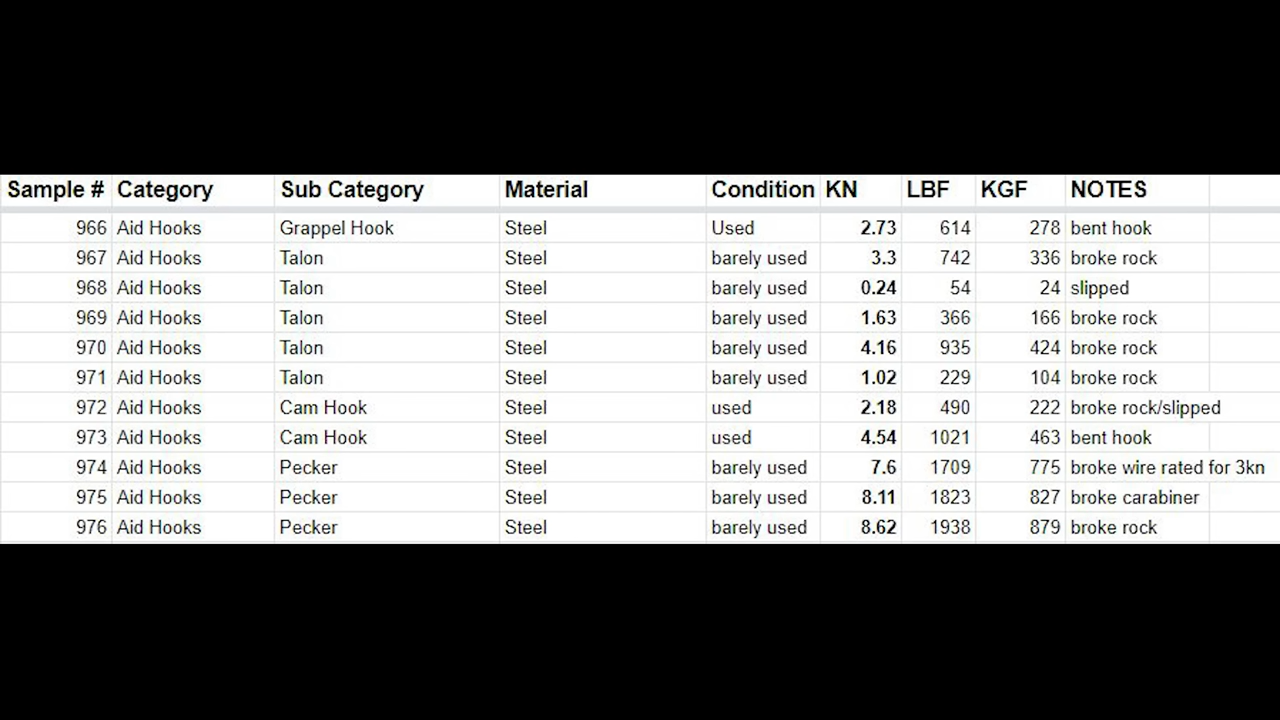 Sample # Category Sub Category Material Condition KN LBF KGF NOTES
966 Aid Hooks Grappel Hook Steel Used 2.73 614 278 bent hook
967 Aid Hooks Talon Steel barely used 3.3 742 336 broke rock
968 Aid Hooks Talon Steel barely used 0.24 54 24 slipped
969 Aid Hooks Talon Steel barely used 1.63 366 166 broke rock
970 Aid Hooks Talon Steel barely used 4.16 935 424 broke rock
971 Aid Hooks Talon Steel barely used 1.02 229 104 broke rock
972 Aid Hooks Cam Hook Steel used 2.18 490 222 broke rock/slipped
973 Aid Hooks Cam Hook Steel used 4.54 1021 463 bent hook
974 Aid Hooks Pecker Steel barely used 7.6 1709 775 broke wire rated for 3kn
975 Aid Hooks Pecker Steel barely used 8.11 1823 827 broke carabiner
976 Aid Hooks Pecker Steel barely used 8.62 1938 879 broke rock